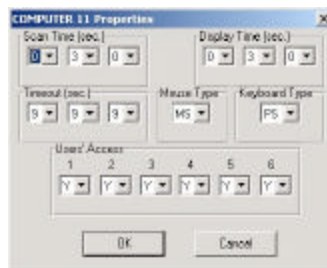 COMPUTER 11 Properties
Scan Time (sec.) Display Time (sec.)
0 3 0 0 3 0
Timeout (sec.) Mouse Type Keyboard Type
9 9 9 MS PS
Users' Access
1 2 3 4 5 6
Y Y Y Y Y Y
OK Cancel